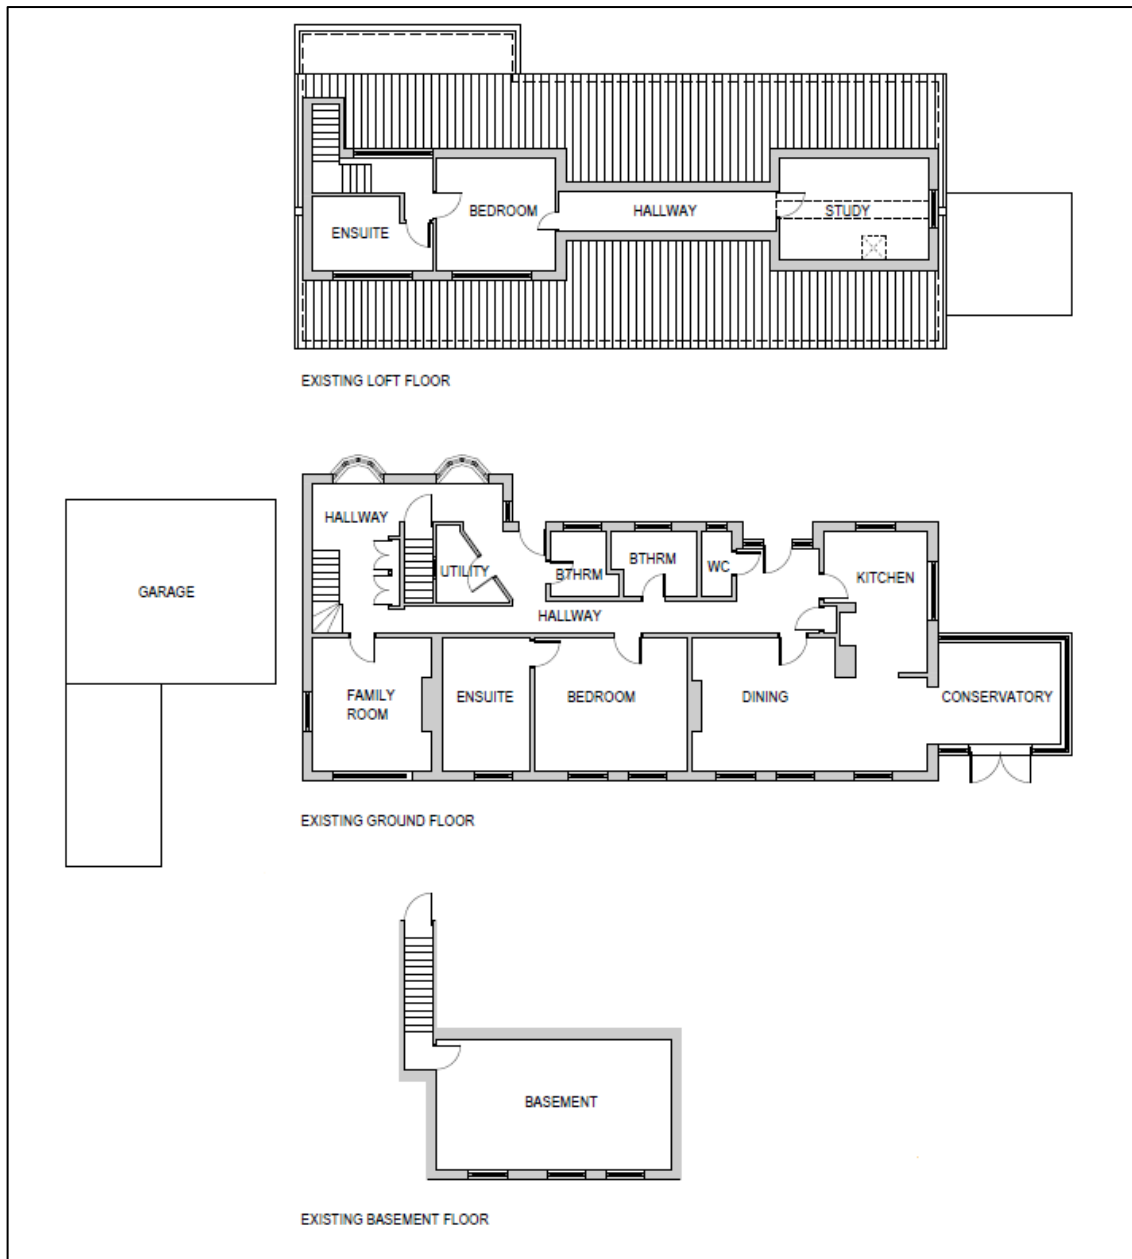 BEDROOM
HALLWAY
STUDY
ENSUITE
EXISTING LOFT FLOOR
HALLWAY
GARAGE
UTILITY
BTHRM
BTHRM
WC
KITCHEN
HALLWAY
FAMILY
ROOM
ENSUITE
BEDROOM
DINING
CONSERVATORY
EXISTING GROUND FLOOR
BASEMENT
EXISTING BASEMENT FLOOR